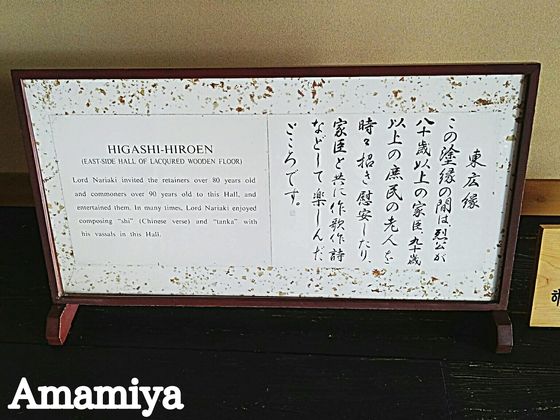 HIGASHI-HIROEN
(EAST-SIDE HALL OF LACQURED WOODEN FLOOR)
Lord Nariaki invited the retainers over 80 years old
and commoners over 90 years old to this Hall, and
entertained them. In many times, Lord Nariaki enjoyed
composing "shi" (Chinese verse) and "tanka" with
his vassals in this Hall.
東広縁
この塗縁の間は、烈公が
八十歳以上の家臣、九十歳
以上の庶民の老人を
時々招き慰安したり、
家臣と共に作歌作詩
などして楽しんだ
ところです。
Amamiya